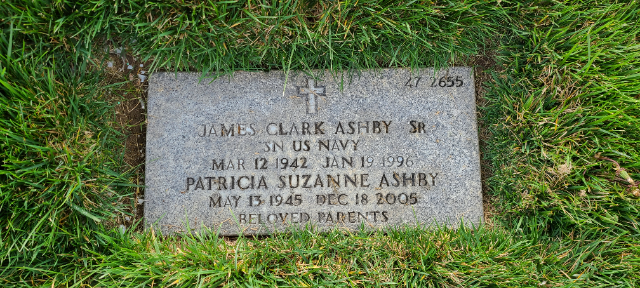 27 2655
JAMES CLARK ASHBY SR
SN US NAVY
MAR 12 1942 JAN 19 1996
PATRICIA SUZANNE ASHBY
MAY 13 1945 DEC 18 2005
BELOVED PARENTS